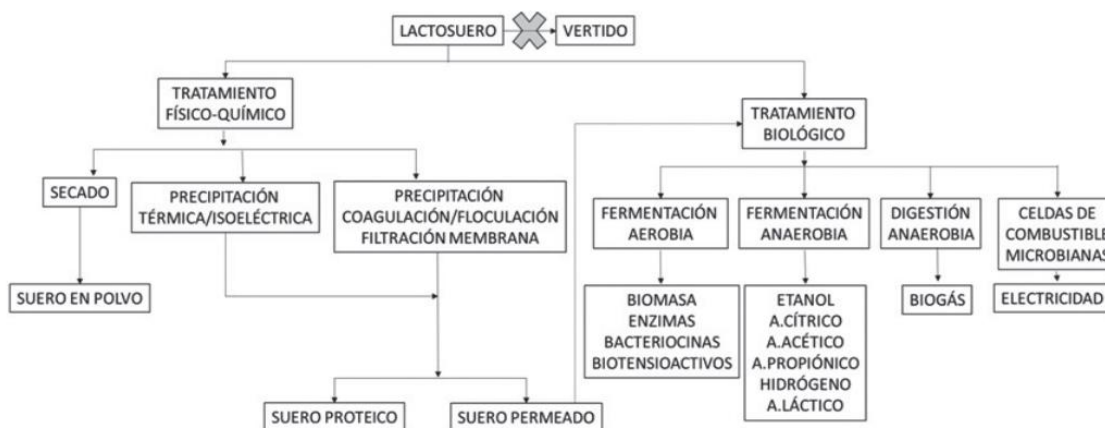 LACTOSUERO
VERTIDO
TRATAMIENTO
FÍSICO-QUÍMICO
TRATAMIENTO
BIOLÓGICO
SECADO
PRECIPITACIÓN
TÉRMICA/ISOELÉCTRICA
PRECIPITACIÓN
COAGULACIÓN/FLOCULACIÓN
FILTRACIÓN MEMBRANA
FERMENTACIÓN
AEROBIA
FERMENTACIÓN
ANAEROBIA
DIGESTIÓN
ANAEROBIA
CELDAS DE
COMBUSTIBLE
MICROBIANAS
SUERO EN POLVO
BIOMASA
ENZIMAS
BACTERIOCINAS
BIOTENSIOACTIVOS
ETANOL
A.CÍTRICO
A.ACÉTICO
A.PROPIÓNICO
HIDRÓGENO
A.LÁCTICO
BIOGÁS
ELECTRICIDAD
SUERO PROTEICO
SUERO PERMEADO